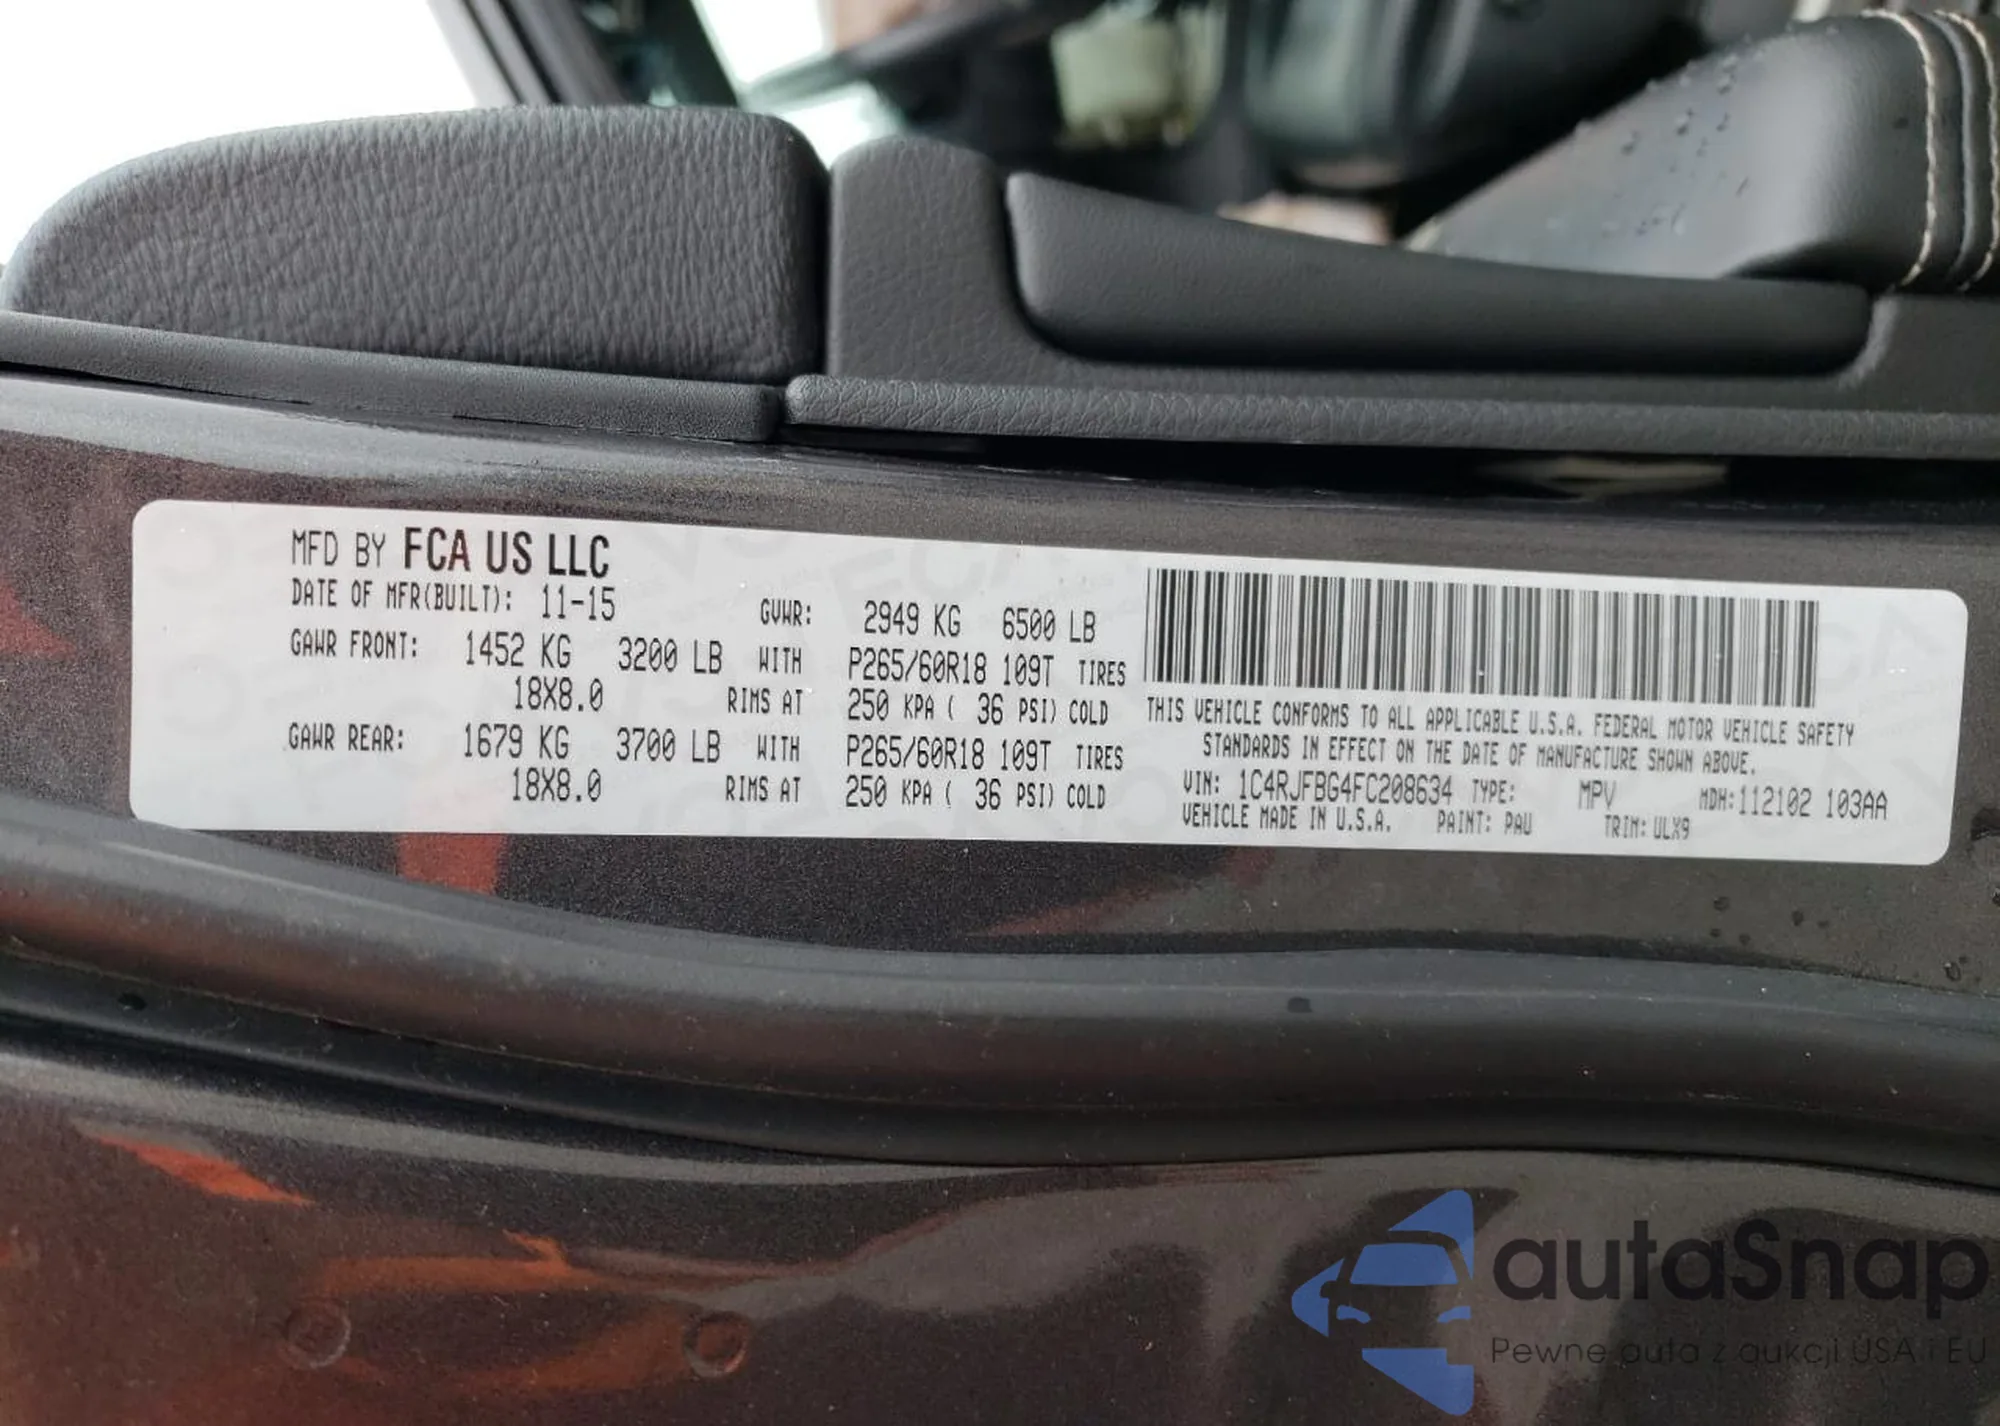 MFD BY FCA US LLC
DATE OF MFR(BUILT): 11-15 GVWR: 2949 KG 6500 LB
GAWR FRONT: 1452 KG 3200 LB WITH P265/60R18 109T TIRES
18X8.0 RIMS AT 250 KPA ( 36 PSI) COLD
GAWR REAR: 1679 KG 3700 LB WITH P265/60R18 109T TIRES
18X8.0 RIMS AT 250 KPA ( 36 PSI) COLD
THIS VEHICLE CONFORMS TO ALL APPLICABLE U.S.A. FEDERAL MOTOR VEHICLE SAFETY
STANDARDS IN EFFECT ON THE DATE OF MANUFACTURE SHOWN ABOVE.
VIN: 1C4RJFBG4FC208634 TYPE: MPV MDH:112102 103AA
VEHICLE MADE IN U.S.A. PAINT: PAU TRIM: ULX9
autaSnap
Pewne auta z aukcji USA i EU